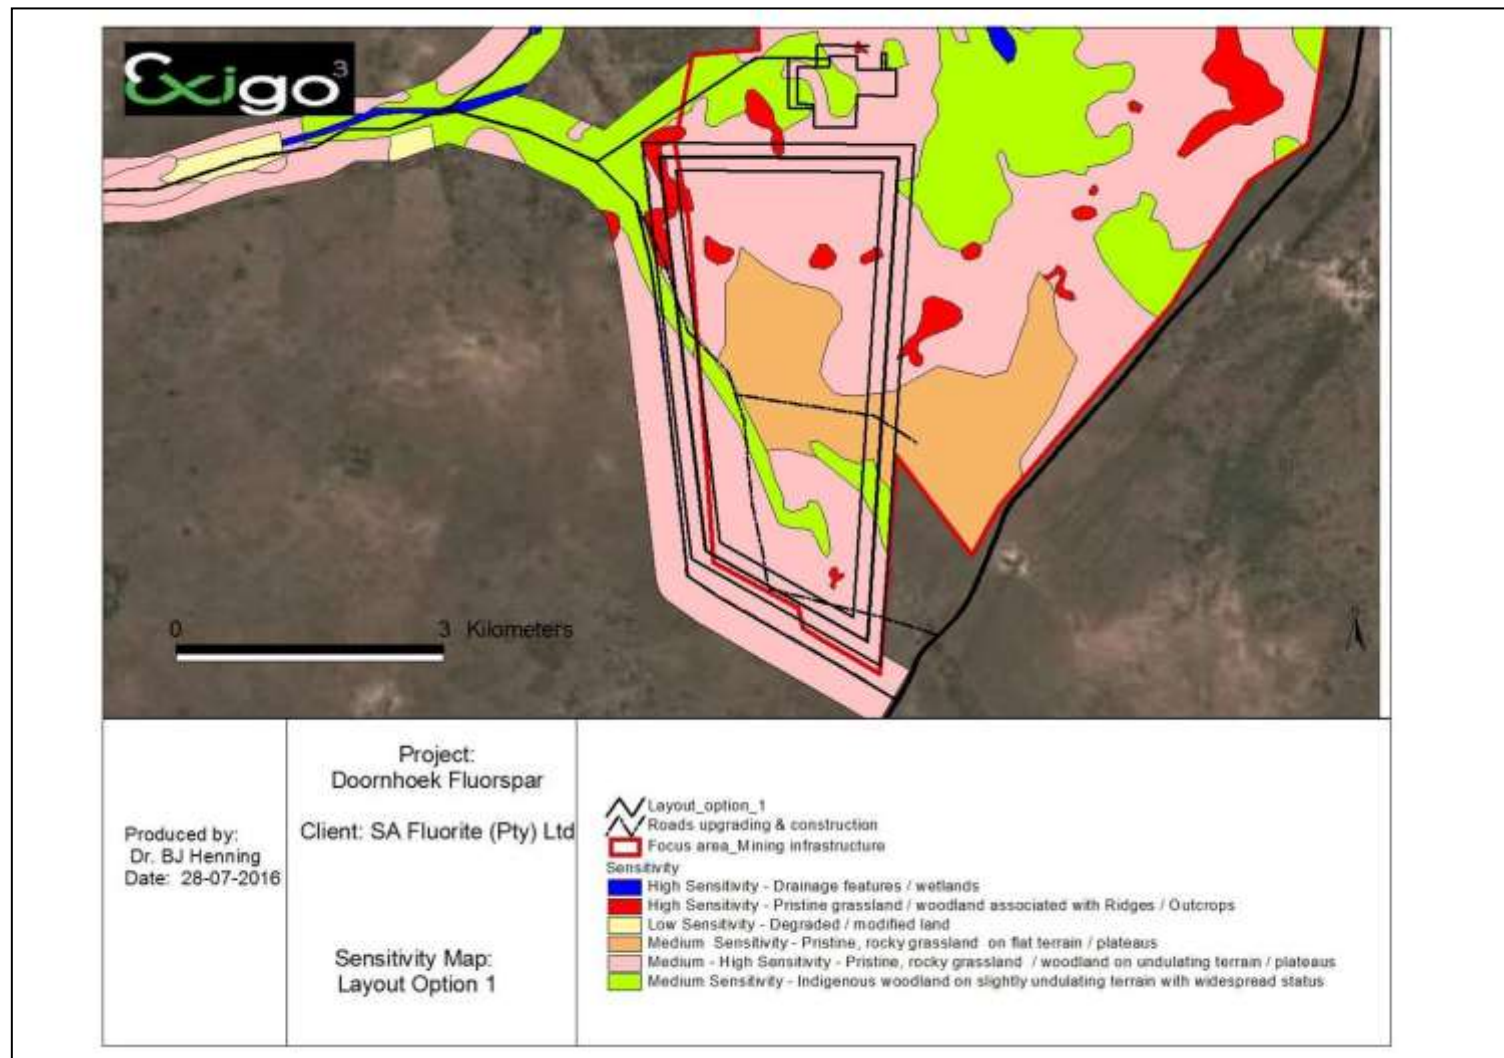 Exigo3
0 3 Kilometers
Produced by:
Dr. BJ Henning
Date: 28-07-2016
Project:
Doornhoek Fluorspar
Client: SA Fluorite (Pty) Ltd
Sensitivity Map:
Layout Option 1
Layout_option_1
Roads upgrading & construction
Focus area_Mining infrastructure
Sensitivity
High Sensitivity - Drainage features / wetlands
High Sensitivity - Pristine grassland / woodland associated with Ridges / Outcrops
Low Sensitivity - Degraded / modified land
Medium Sensitivity - Pristine, rocky grassland on flat terrain / plateaus
Medium - High Sensitivity - Pristine, rocky grassland / woodland on undulating terrain / plateaus
Medium Sensitivity - Indigenous woodland on slightly undulating terrain with widespread status